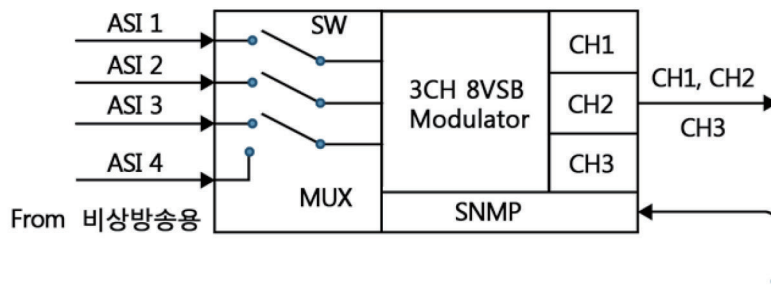 ASI 1
SW
ASI 2
ASI 3
ASI 4
From 비상방송용
MUX
3CH 8VSB
Modulator
CH1
CH2
CH3
SNMP
CH1, CH2
CH3